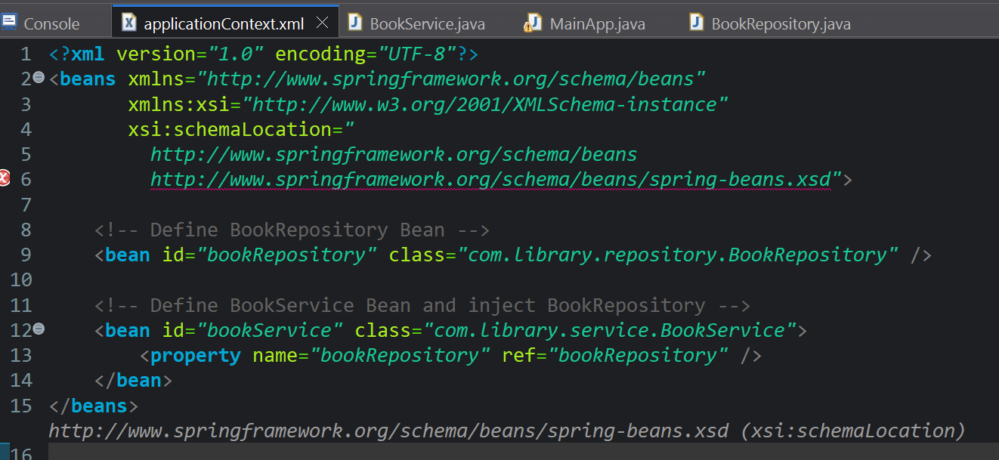 Console applicationContext.xml BookService.java MainApp.java BookRepository.java
1 <?xml version="1.0" encoding="UTF-8"?>
2 <beans xmlns="http://www.springframework.org/schema/beans"
3 xmlns:xsi="http://www.w3.org/2001/XMLSchema-instance"
4 xsi:schemaLocation="
5 http://www.springframework.org/schema/beans
6 http://www.springframework.org/schema/beans/spring-beans.xsd">
7
8 <!-- Define BookRepository Bean -->
9 <bean id="bookRepository" class="com.library.repository.BookRepository" />
10
11 <!-- Define BookService Bean and inject BookRepository -->
12 <bean id="bookService" class="com.library.service.BookService">
13 <property name="bookRepository" ref="bookRepository" />
14 </bean>
15 </beans>
http://www.springframework.org/schema/beans/spring-beans.xsd (xsi:schemaLocation)
16